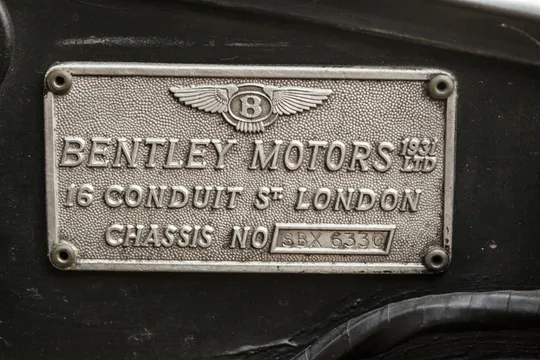 B
BENTLEY MOTORS 1931 LTD
16 CONDUIT ST LONDON
CHASSIS NO